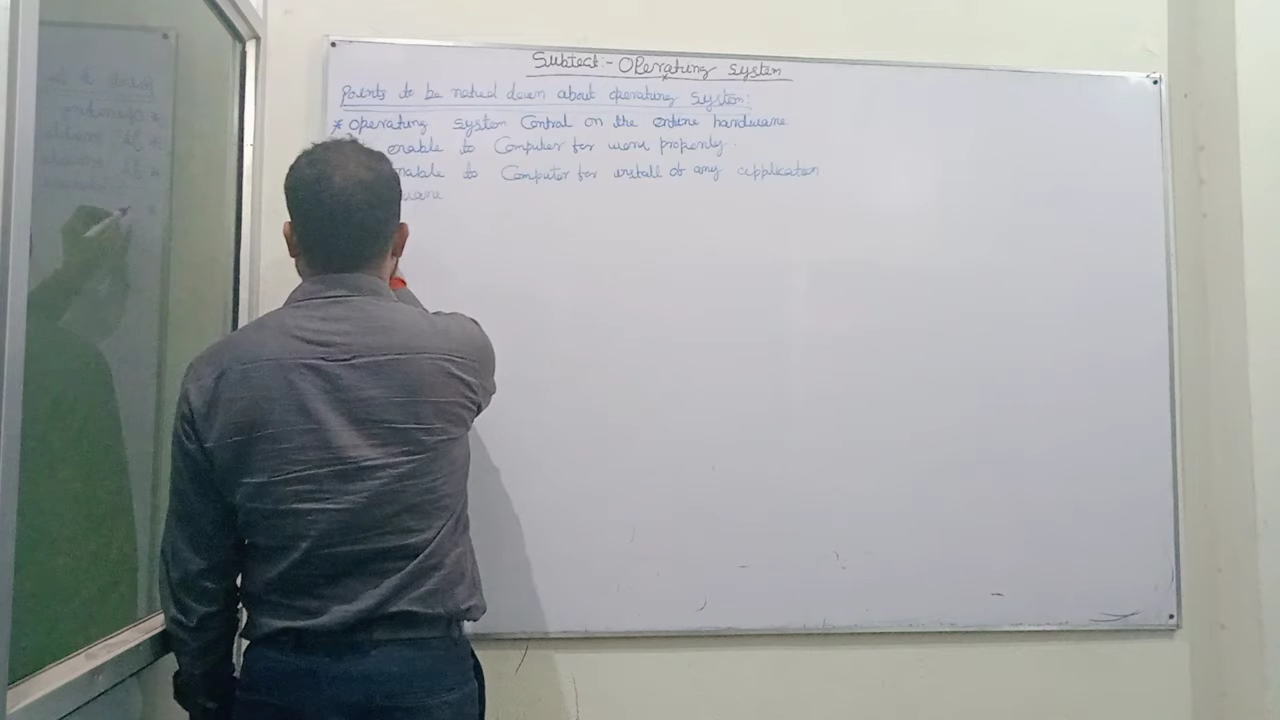 Subject:- Operating System
Points to be noted down about operating system:
* Operating system Control on the entire hardware
enable to Computer for work properly.
enable to Computer for install of any application
ware